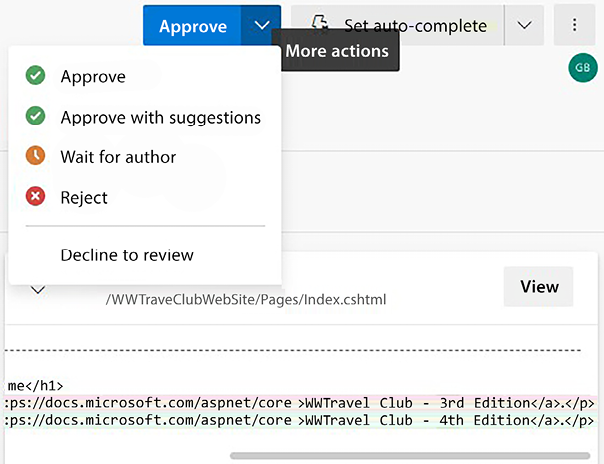 Approve
Set auto-complete
More actions
GB
Approve
Approve with suggestions
Wait for author
Reject
Decline to review
View
/WWTraveClubWebSite/Pages/Index.cshtml
me</h1>
:ps://docs.microsoft.com/aspnet/core >WWTravel Club - 3rd Edition</a>.</p>
:ps://docs.microsoft.com/aspnet/core >WWTravel Club - 4th Edition</a>.</p>